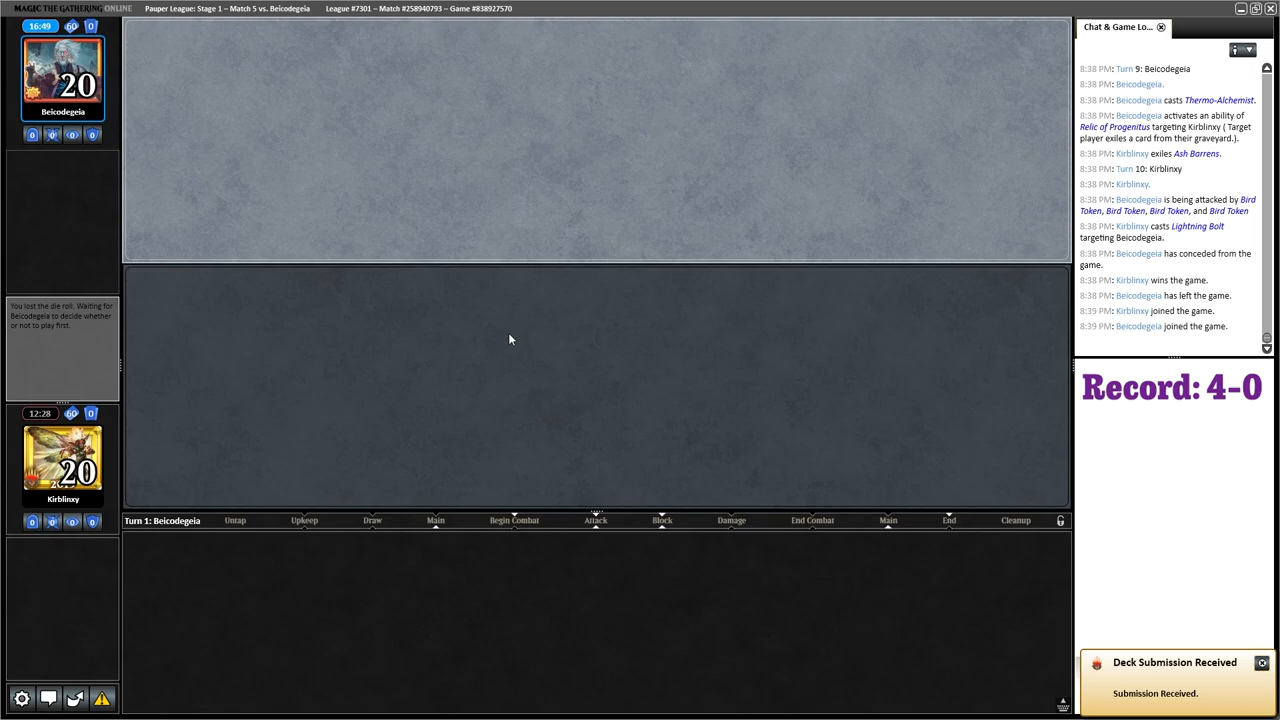 MAGIC THE GATHERING ONLINE Pauper League: Stage 1 – Match 5 vs. Beicodegeia League #7301 – Match #258940793 – Game #838927570
16:49 60 0
20
Beicodegeia
0 0 0 0
You lost the die roll. Waiting for
Beicodegeia to decide whether
or not to play first.
12:28 60 0
20
Kirblinxy
0 0 0 0
Turn 1: Beicodegeia Untap Upkeep Draw Main Begin Combat Attack Block Damage End Combat Main End Cleanup
Chat & Game Lo...
8:38 PM: Turn 9: Beicodegeia
8:38 PM: Beicodegeia.
8:38 PM: Beicodegeia casts Thermo-Alchemist.
8:38 PM: Beicodegeia activates an ability of
Relic of Progenitus targeting Kirblinxy ( Target
player exiles a card from their graveyard.).
8:38 PM: Kirblinxy exiles Ash Barrens.
8:38 PM: Turn 10: Kirblinxy
8:38 PM: Kirblinxy.
8:38 PM: Beicodegeia is being attacked by Bird
Token, Bird Token, Bird Token, and Bird Token
8:38 PM: Kirblinxy casts Lightning Bolt
targeting Beicodegeia.
8:38 PM: Beicodegeia has conceded from the
game.
8:38 PM: Kirblinxy wins the game.
8:38 PM: Beicodegeia has left the game.
8:39 PM: Kirblinxy joined the game.
8:39 PM: Beicodegeia joined the game.
Record: 4-0
Deck Submission Received
Submission Received.